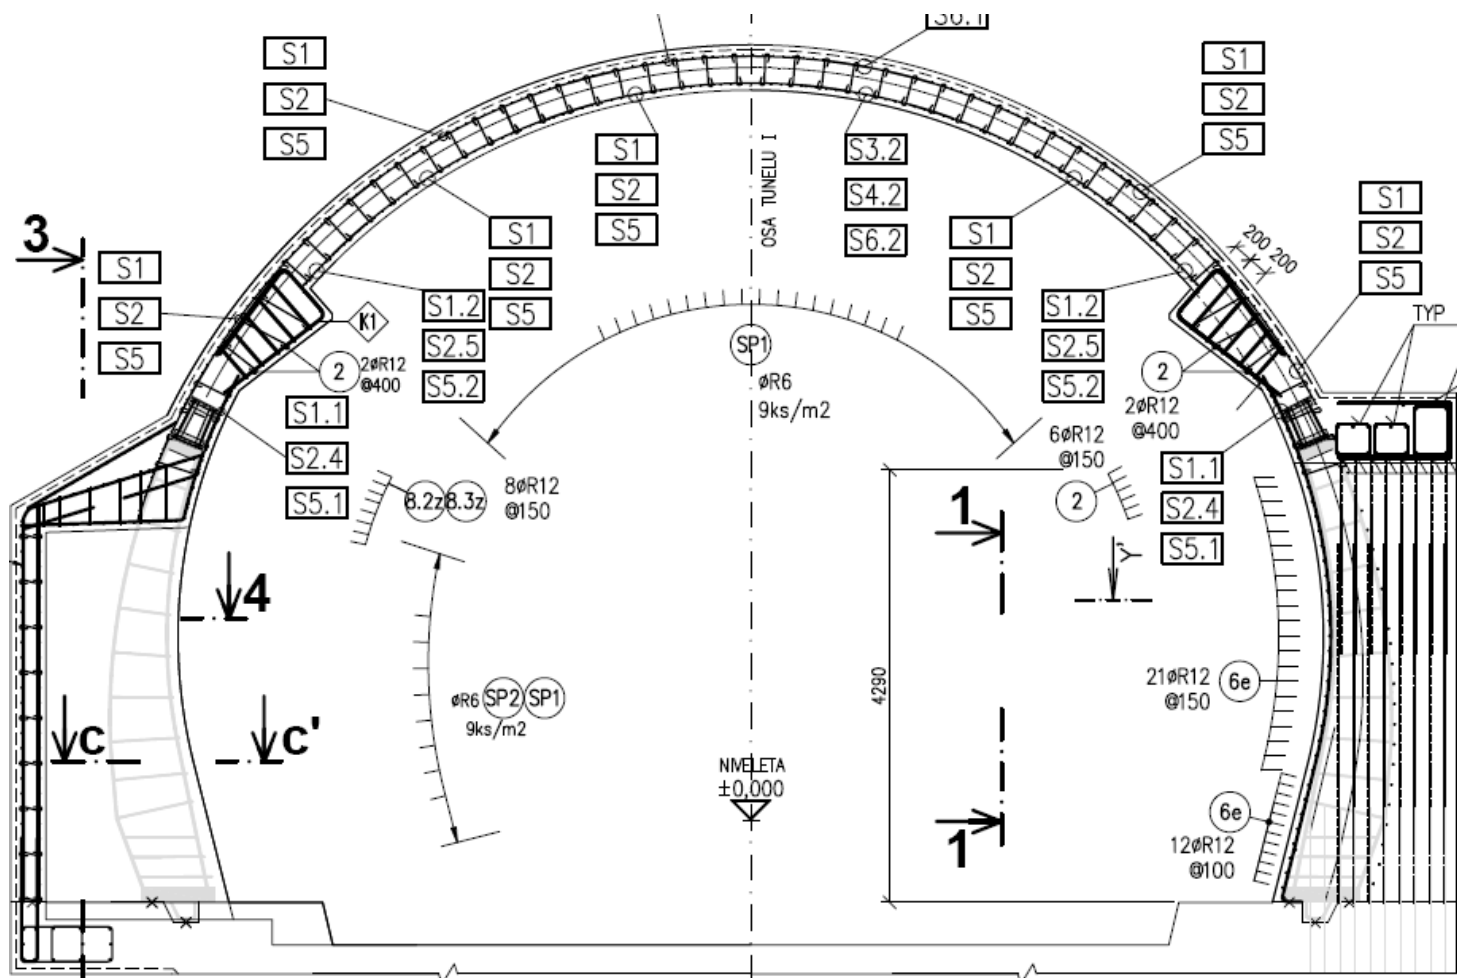 S6.1
S1
S2
S5
S1
S2
S5
S1
S2
S5
OSA TUNELU I
S3.2
S4.2
S6.2
S1
S2
S5
3
S1
S2
S5
S1
S2
S5
S1
S2
S5
200 200
TYP
K1
S1.2
S2.5
S5.2
S1.2
S2.5
S5.2
SP1
øR6
9ks/m2
2
2øR12
@400
2
2øR12
@400
S1.1
S2.4
S5.1
6øR12
@150
2
S1.1
S2.4
S5.1
8.2z
8.3z
8øR12
@150
1
Y'
4
4290
21øR12
@150
6e
øR6
SP2
SP1
9ks/m2
C
C'
NIVELETA
±0,000
1
6e
12øR12
@100